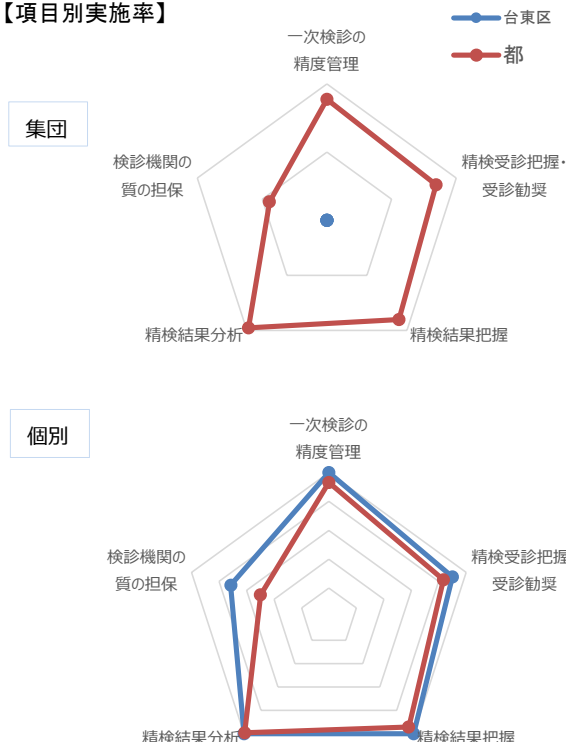 【項目別実施率】
台東区
都
集団
一次検診の
精度管理
精検受診把握・
受診勧奨
精検結果把握
精検結果分析
検診機関の
質の担保
個別
一次検診の
精度管理
精検受診把握
受診勧奨
精検結果把握
精検結果分析
検診機関の
質の担保